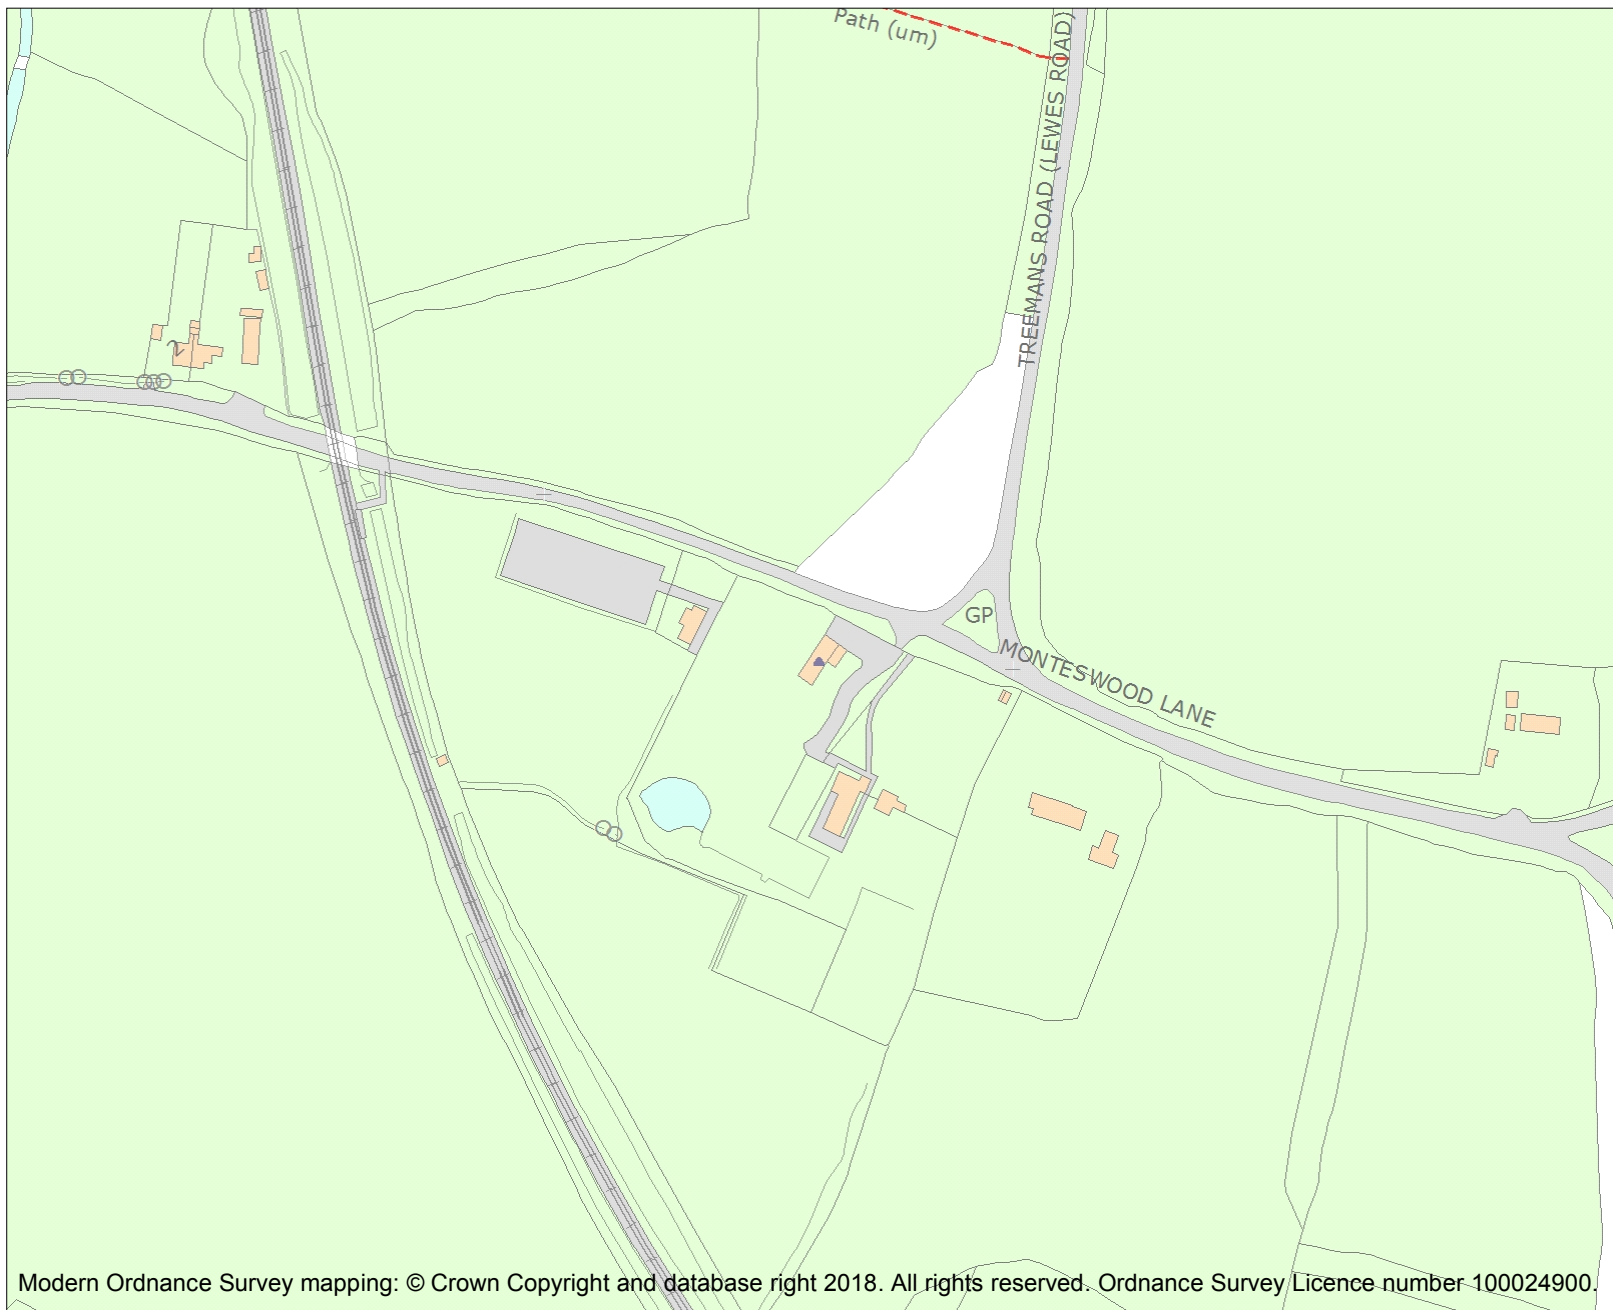 Path (um)
TREEMANS ROAD (LEWES ROAD)
2
GP
MONTESWOOD LANE
Modern Ordnance Survey mapping: © Crown Copyright and database right 2018. All rights reserved. Ordnance Survey Licence number 100024900.